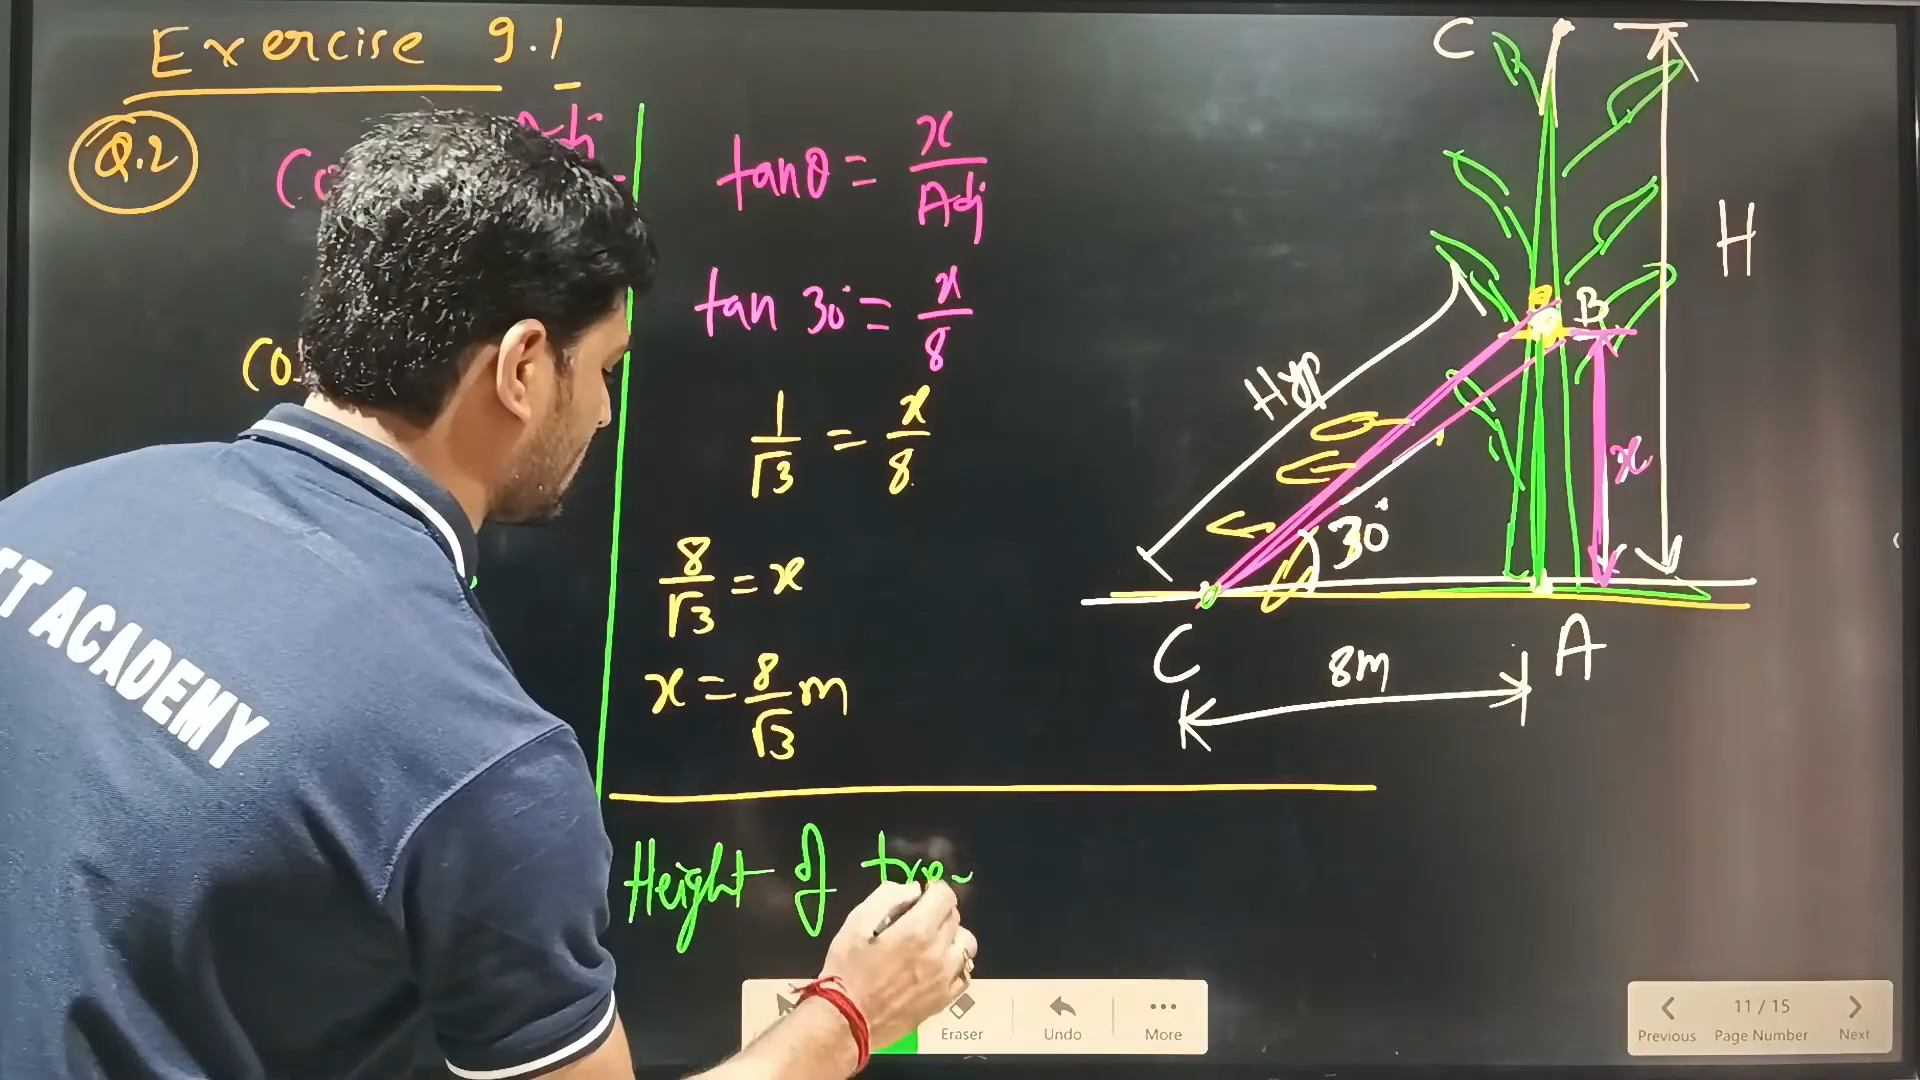 Exercise 9.1
Q.2
tanθ = x/Adj
tan 30° = x/8
1/√3 = x/8
8/√3 = x
x = 8/√3 m
Height of tree
C
H
B
Hyp
x
30°
C
A
8m
ACADEMY
Eraser
Undo
More
11 / 15
Previous
Page Number
Next